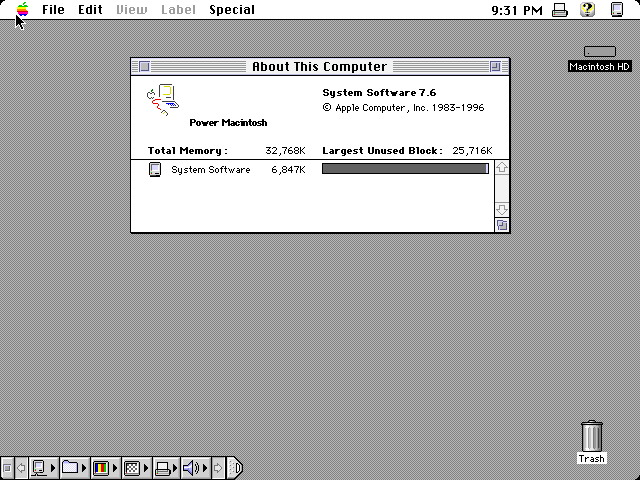 File Edit View Label Special 9:31 PM
Macintosh HD
About This Computer
System Software 7.6
© Apple Computer, Inc. 1983-1996
Power Macintosh
Total Memory : 32,768K Largest Unused Block : 25,716K
System Software 6,847K
Trash